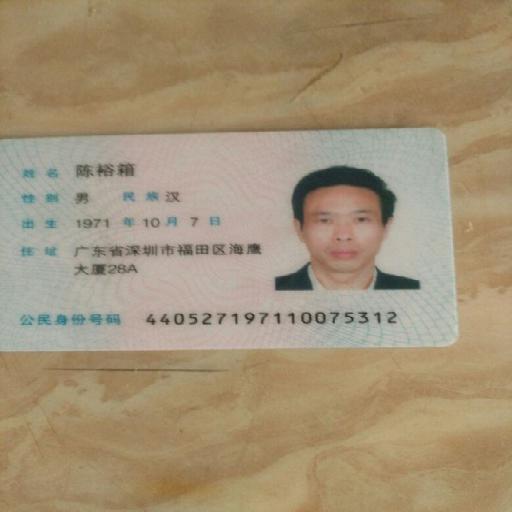 姓名 陈裕箱
性别 男 民族 汉
出生 1971 年 10 月 7 日
住址 广东省深圳市福田区海鹰
大厦28A
公民身份号码 440527197110075312